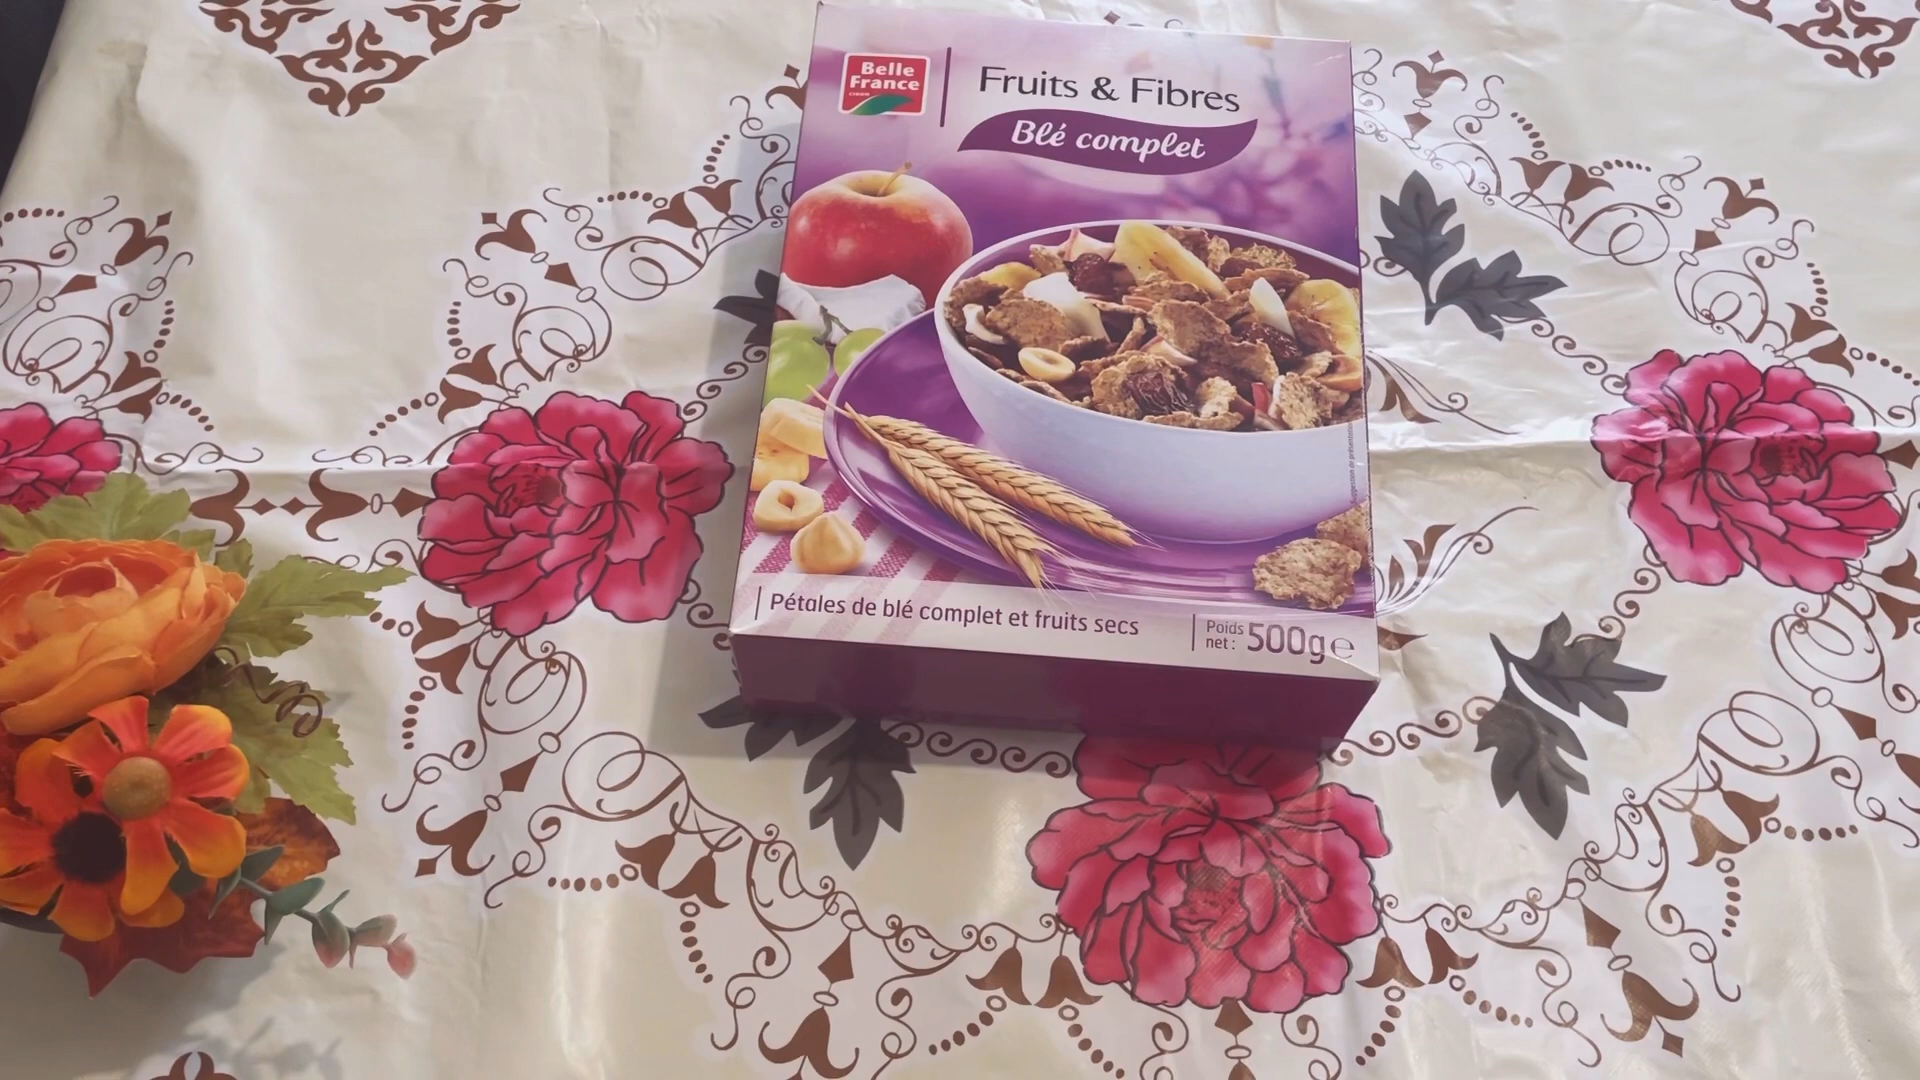 Belle
France
Fruits & Fibres
Blé complet
Pétales de blé complet et fruits secs
Poids
net : 500g e